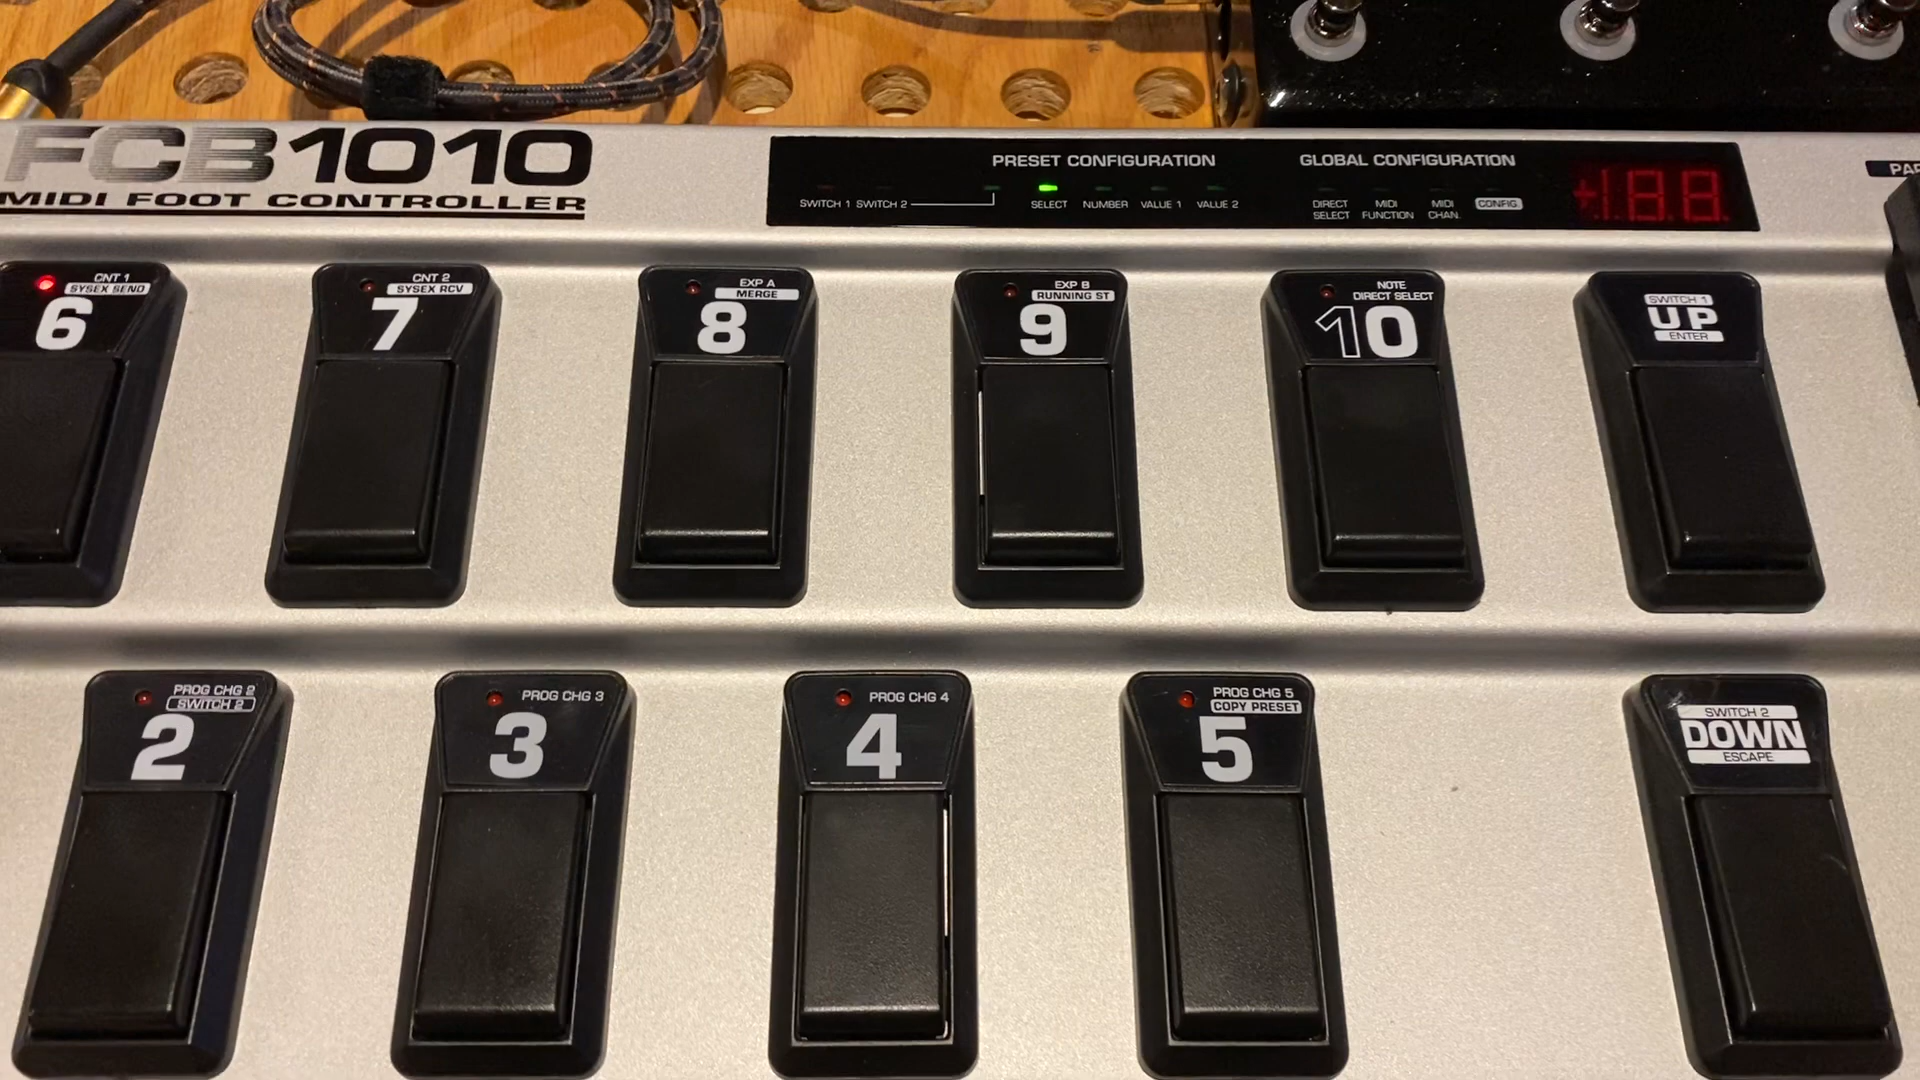 FCB1010
MIDI FOOT CONTROLLER
PRESET CONFIGURATION
GLOBAL CONFIGURATION
SWITCH 1 SWITCH 2
SELECT
NUMBER
VALUE 1
VALUE 2
DIRECT
SELECT
MIDI
FUNCTION
MIDI
CHAN.
CONFIG.
CNT 1
SYSEX SEND
6
CNT 2
SYSEX RCV
7
EXP A
MERGE
8
EXP B
RUNNING ST
9
NOTE
DIRECT SELECT
10
SWITCH 1
UP
ENTER
PROG CHG 2
SWITCH 2
2
PROG CHG 3
3
PROG CHG 4
4
PROG CHG 5
COPY PRESET
5
SWITCH 2
DOWN
ESCAPE